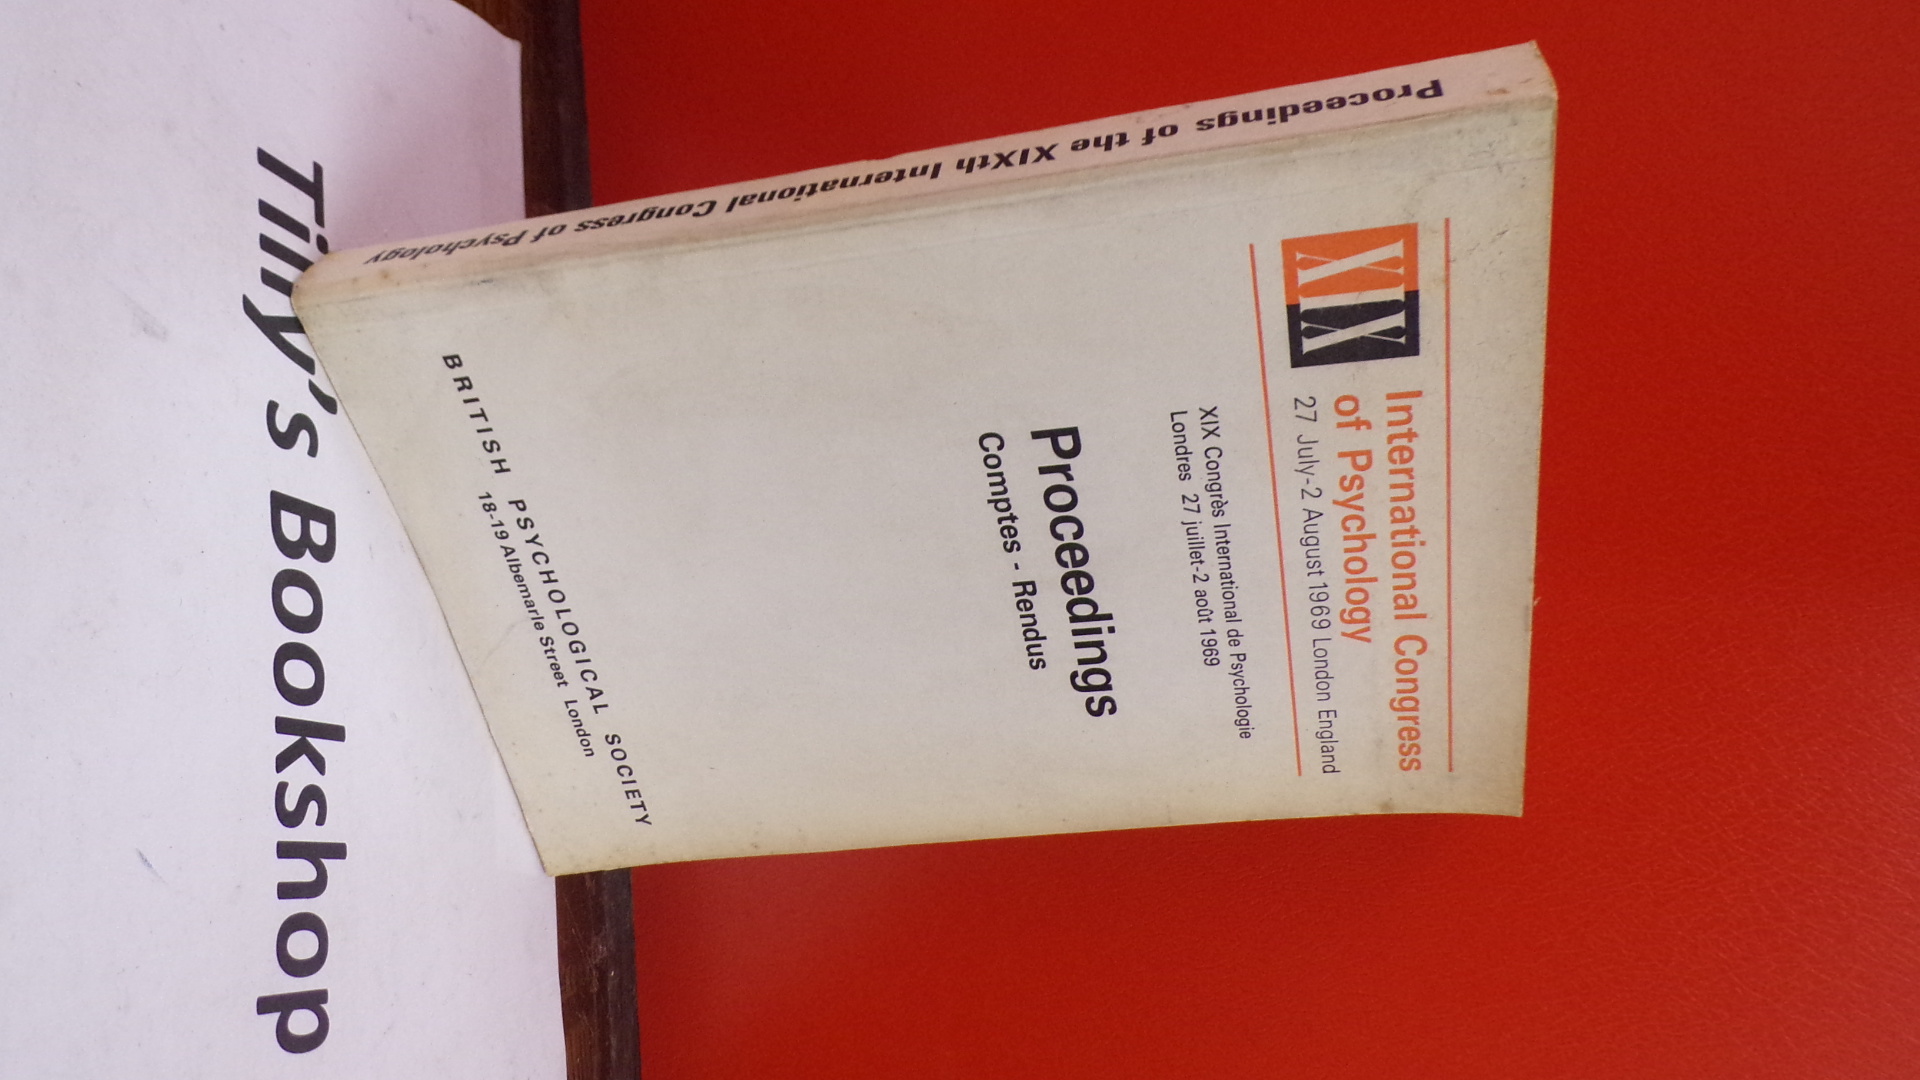 Proceedings of the XIXth International Congress of Psychology
XIX
International Congress
of Psychology
27 July-2 August 1969 London England
XIX Congrès International de Psychologie
Londres 27 juillet-2 août 1969
Proceedings
Comptes - Rendus
BRITISH PSYCHOLOGICAL SOCIETY
18-19 Albemarle Street London
Tilly's Bookshop